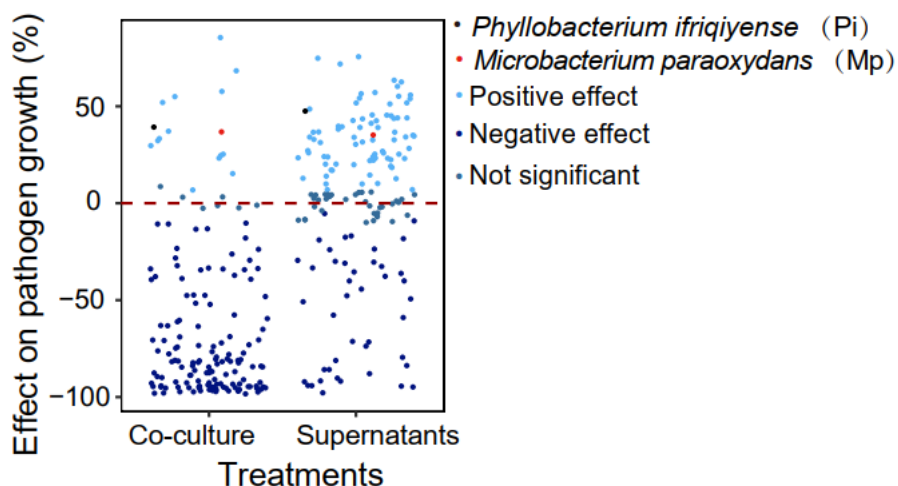 Effect on pathogen growth (%)
50
0
−50
−100
Co-culture
Supernatants
Treatments
Phyllobacterium ifriqiyense （Pi）
Microbacterium paraoxydans （Mp）
Positive effect
Negative effect
Not significant